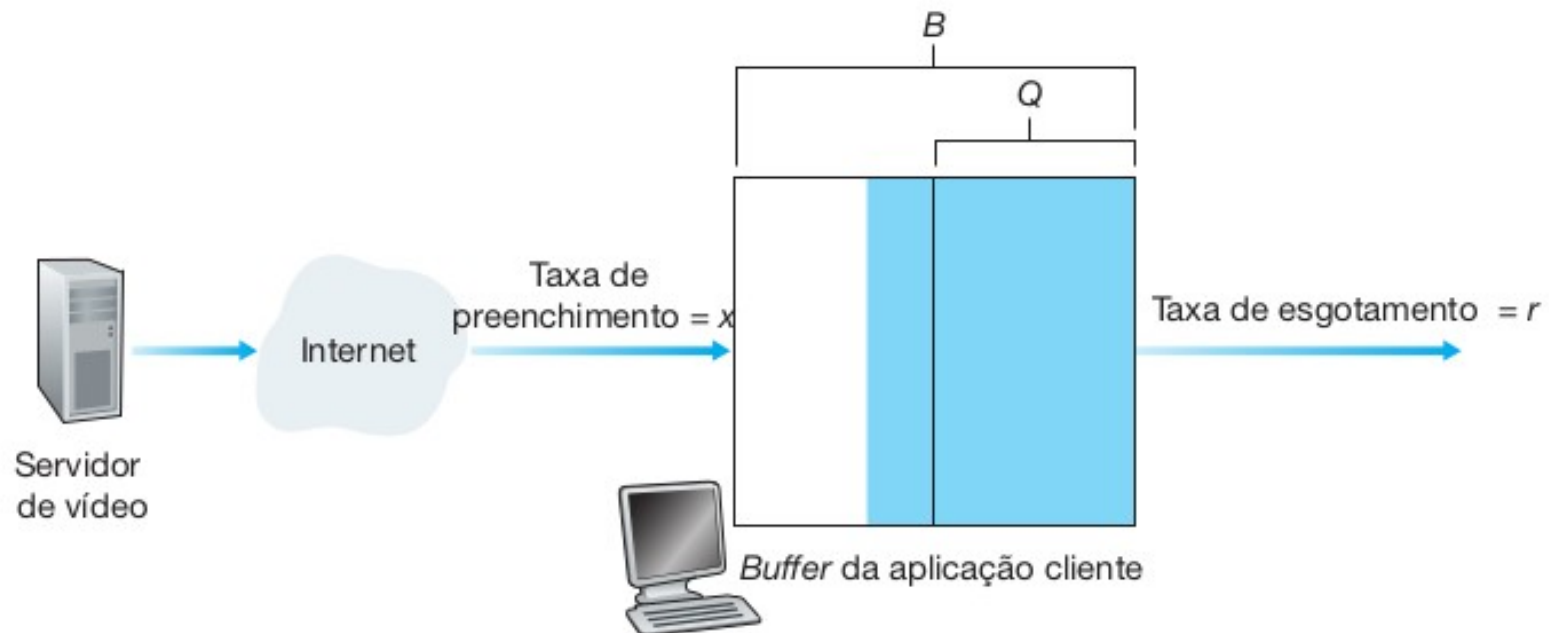 B
Q
Taxa de
preenchimento = x
Taxa de esgotamento = r
Internet
Servidor
de vídeo
Buffer da aplicação cliente